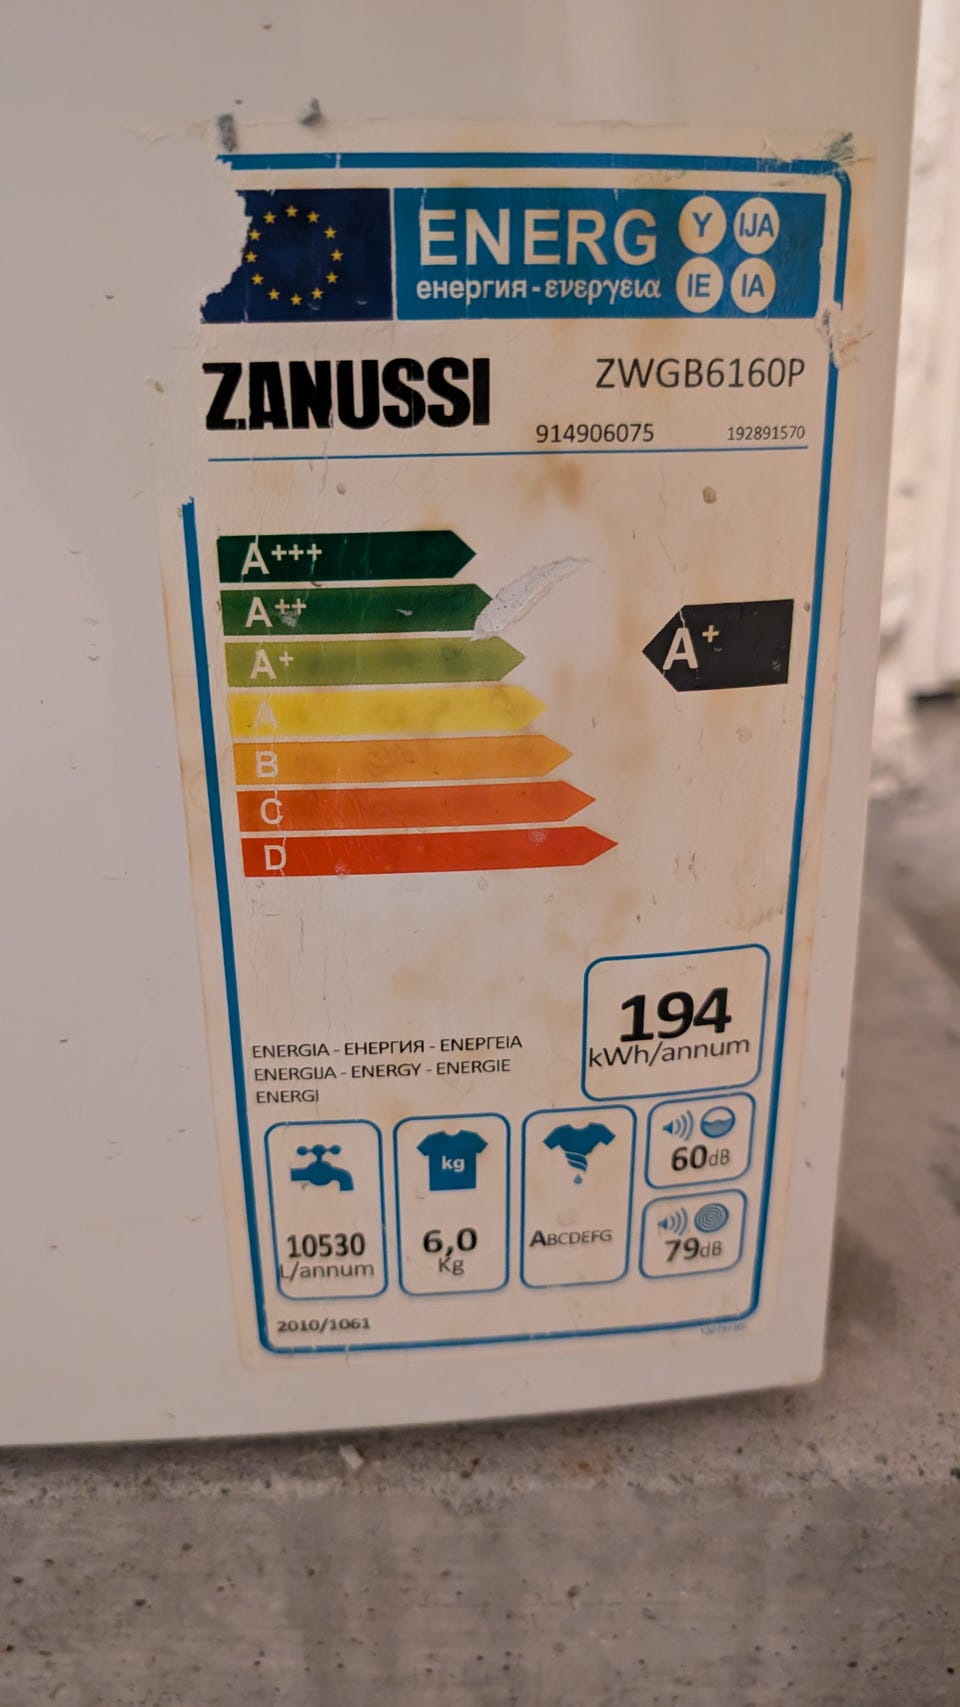 ENERG Y IJA
енергия - ενεργεια IE IA
ZANUSSI ZWGB6160P
914906075 192891570
A+++
A++
A+
A+
A
B
C
D
194
kWh/annum
ENERGIA - ЕНЕРГИЯ - ΕΝΕΡΓΕΙΑ
ENERGIJA - ENERGY - ENERGIE
ENERGI
10530
L/annum
kg
6,0
Kg
ABCDEFG
60dB
79dB
2010/1061